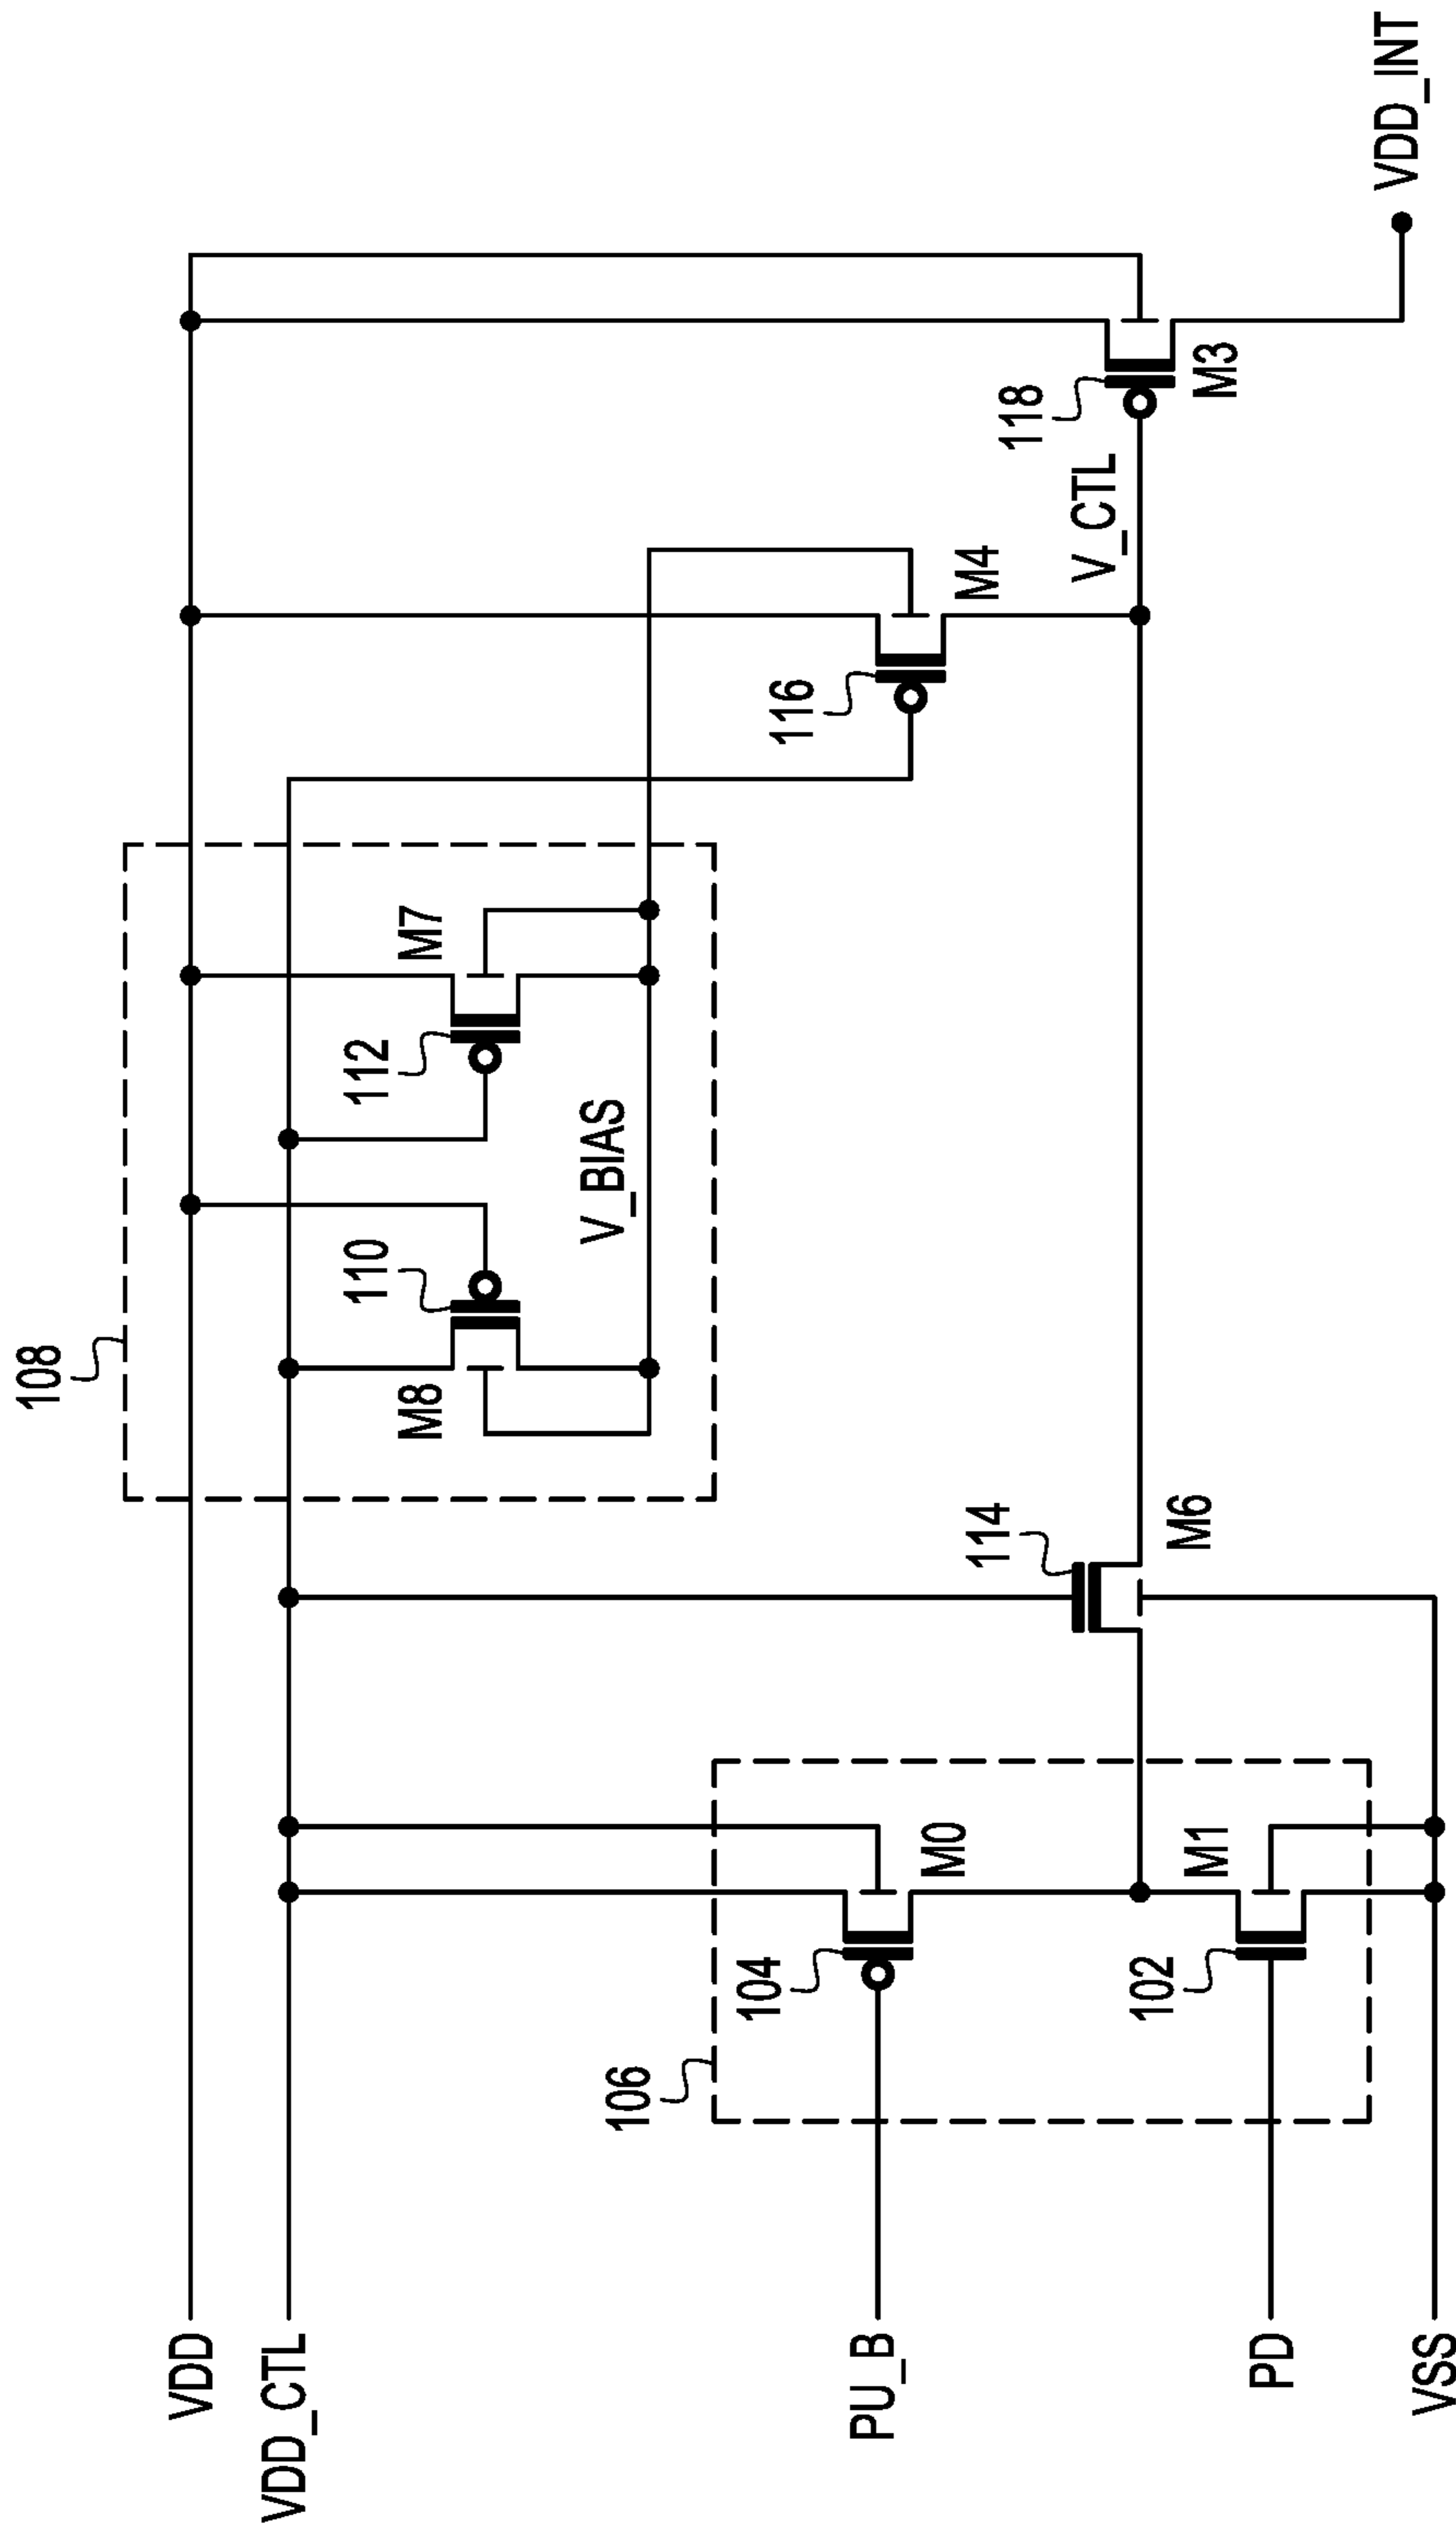 VDD
VDD_CTL
PU_B
PD
VSS
106
104
M0
102
M1
114
M6
108
M8
110
V_BIAS
112
M7
116
M4
118
V_CTL
M3
VDD_INT